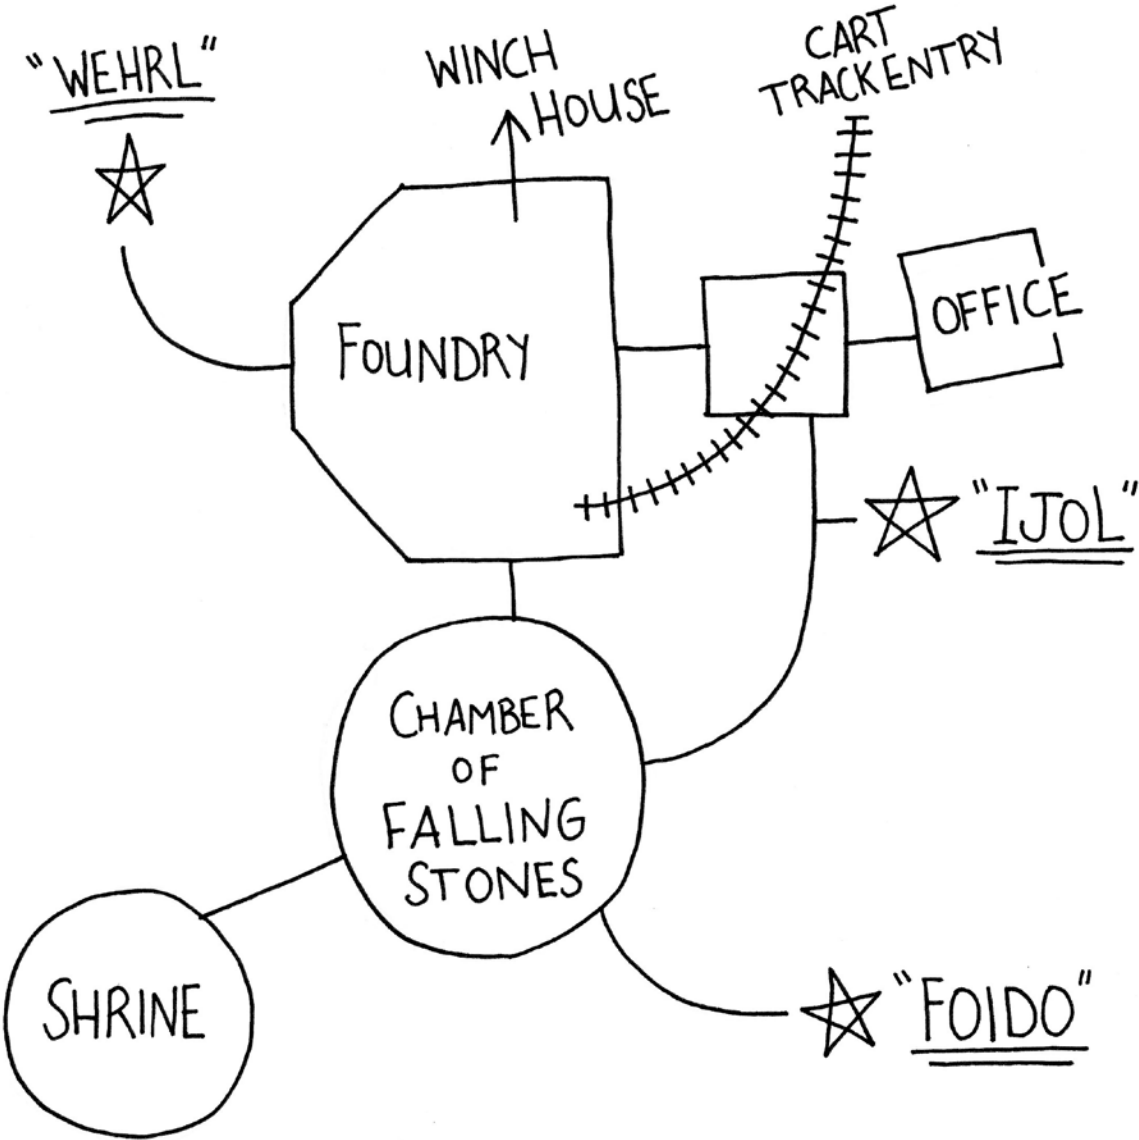 "WEHRL"
WINCH
HOUSE
CART
TRACK ENTRY
FOUNDRY
OFFICE
"IJOL"
CHAMBER
OF
FALLING
STONES
SHRINE
"FOIDO"